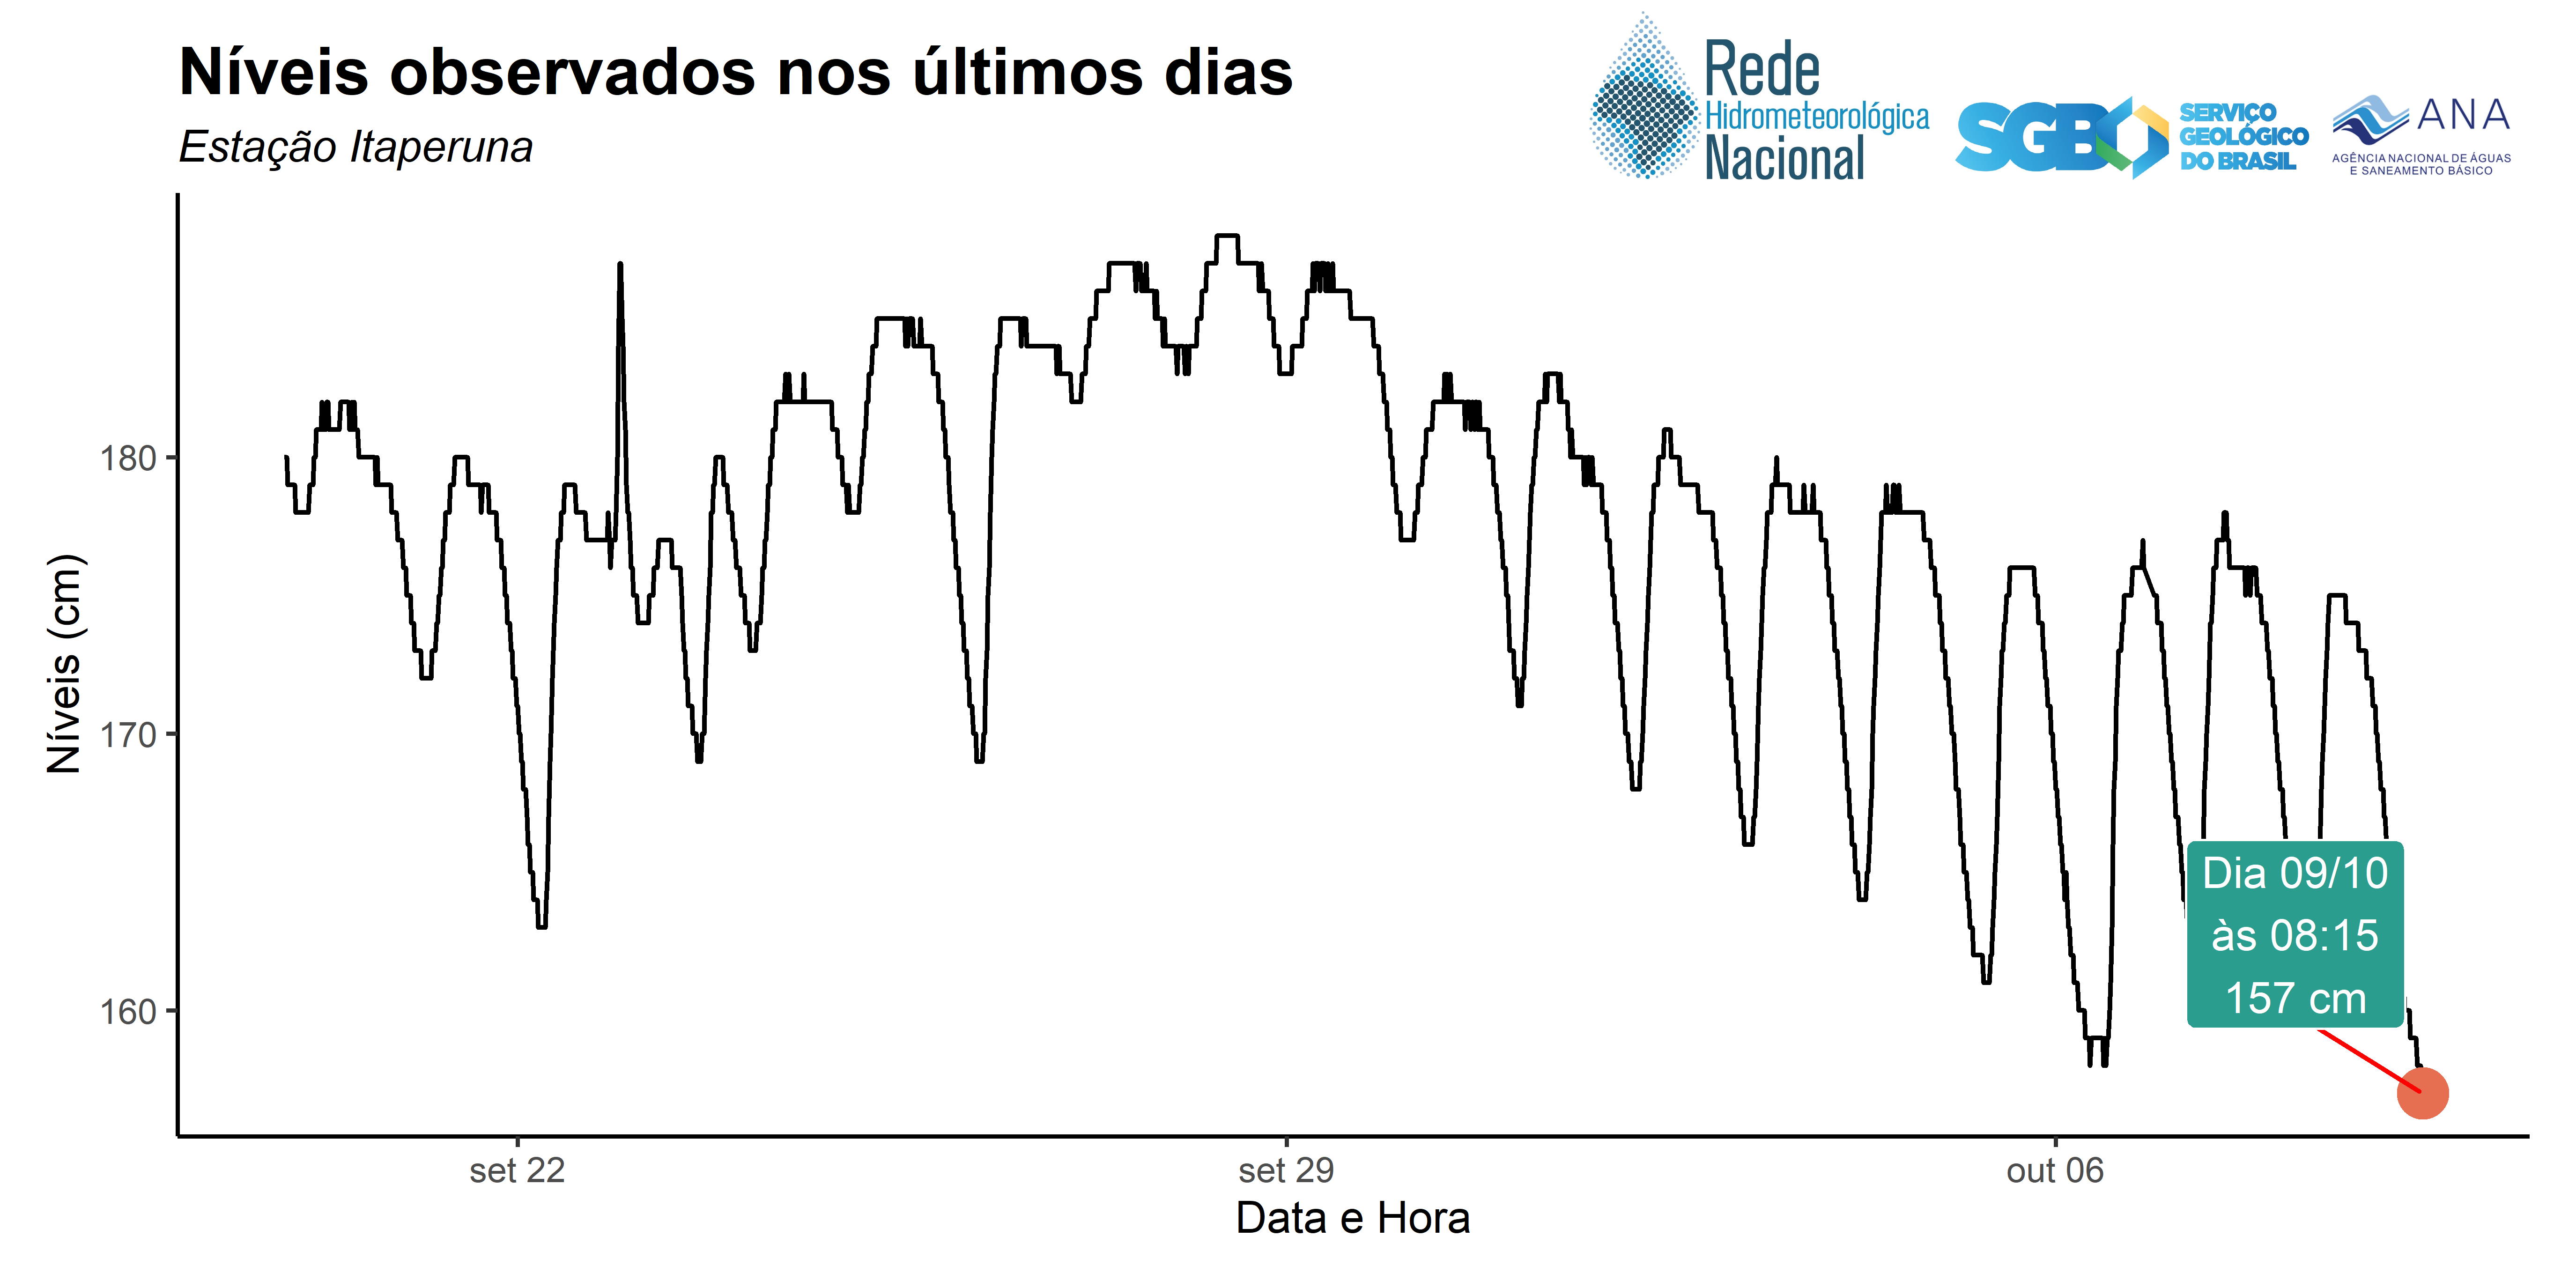 Níveis observados nos últimos dias
Estação Itaperuna
Rede
Hidrometeorológica
Nacional
SGB
SERVIÇO
GEOLÓGICO
DO BRASIL
ANA
AGÊNCIA NACIONAL DE ÁGUAS
E SANEAMENTO BÁSICO
Níveis (cm)
180
170
160
Dia 09/10
às 08:15
157 cm
set 22
set 29
out 06
Data e Hora